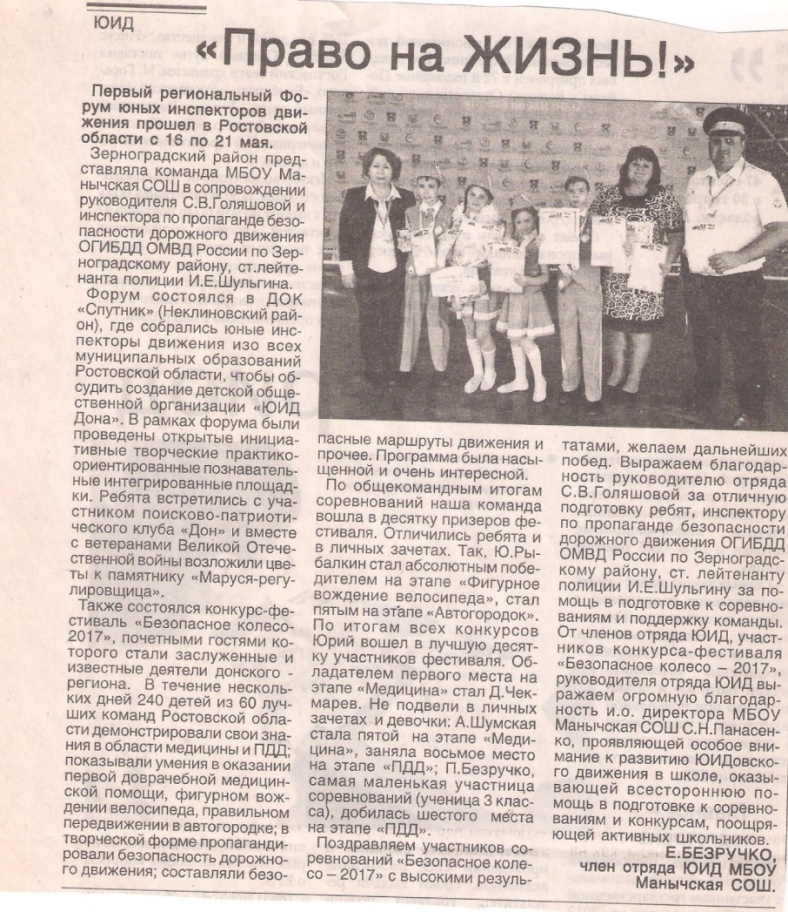 ЮИД
«Право на ЖИЗНЬ!»
Первый региональный Фо-
рум юных инспекторов дви-
жения прошел в Ростовской
области с 16 по 21 мая.
Зерноградский район пред-
ставляла команда МБОУ Ма-
нычская СОШ в сопровождении
руководителя С.В.Голяшовой и
инспектора по пропаганде безо-
пасности дорожного движения
ОГИБДД ОМВД России по Зер-
ноградскому району, ст.лейте-
нанта полиции И.Е.Шульгина.
Форум состоялся в ДОК
«Спутник» (Неклиновский рай-
он), где собрались юные инс-
пекторы движения изо всех
муниципальных образований
Ростовской области, чтобы об-
судить создание детской обще-
ственной организации «ЮИД
Дона». В рамках форума были
проведены открытые инициа-
тивные творческие практико-
ориентированные познаватель-
ные интегрированные площад-
ки. Ребята встретились с учас-
тником поисково-патриоти-
ческого клуба «Дон» и вместе
с ветеранами Великой Отечес-
твенной войны возложили цве-
ты к памятнику «Маруся-регу-
лировщица».
Также состоялся конкурс-фе-
стиваль «Безопасное колесо-
2017», почетными гостями ко-
торого стали заслуженные и
известные деятели донского -
региона. В течение несколь-
ких дней 240 детей из 60 луч-
ших команд Ростовской облас-
ти демонстрировали свои зна-
ния в области медицины и ПДД;
показывали умения в оказании
первой доврачебной медицин-
ской помощи, фигурном вож-
дении велосипеда, правильном
передвижении в автогородке; в
творческой форме пропаганди-
ровали безопасность дорожно-
го движения; составляли безо-
пасные маршруты движения и
прочее. Программа была насы-
щенной и очень интересной.
По общекомандным итогам
соревнований наша команда
вошла в десятку призеров фе-
стиваля. Отличились ребята и
в личных зачетах. Так, Ю.Ры-
балкин стал абсолютным побе-
дителем на этапе «Фигурное
вождение велосипеда», стал
пятым на этапе «Автогородок».
По итогам всех конкурсов
Юрий вошел в лучшую десят-
ку участников фестиваля. Об-
ладателем первого места на
этапе «Медицина» стал Д.Чек-
марев. Не подвели в личных
зачетах и девочки: А.Шумская
стала пятой на этапе «Меди-
цина», заняла восьмое место
на этапе «ПДД»; П.Безручко,
самая маленькая участница
соревнований (ученица 3 клас-
са), добилась шестого места
на этапе «ПДД».
Поздравляем участников со-
ревнований «Безопасное коле-
со – 2017» с высокими резуль-
татами, желаем дальнейших
побед. Выражаем благодар-
ность руководителю отряда
С.В.Голяшовой за отличную
подготовку ребят, инспектору
по пропаганде безопасности
дорожного движения ОГИБДД
ОМВД России по Зерноградс-
кому району, ст. лейтенанту
полиции И.Е.Шульгину за по-
мощь в подготовке к соревно-
ваниям и поддержку команды.
От членов отряда ЮИД, участ-
ников конкурса-фестиваля
«Безопасное колесо – 2017»,
руководителя отряда ЮИД вы-
ражаем огромную благодар-
ность и.о. директора МБОУ
Манычская СОШ С.Н.Панасен-
ко, проявляющей особое вни-
мание к развитию ЮИДовско-
го движения в школе, оказы-
вающей всестороннюю по-
мощь в подготовке к соревно-
ваниям и конкурсам, поощря-
ющей активных школьников.
Е.БЕЗРУЧКО,
член отряда ЮИД МБОУ
Манычская СОШ.